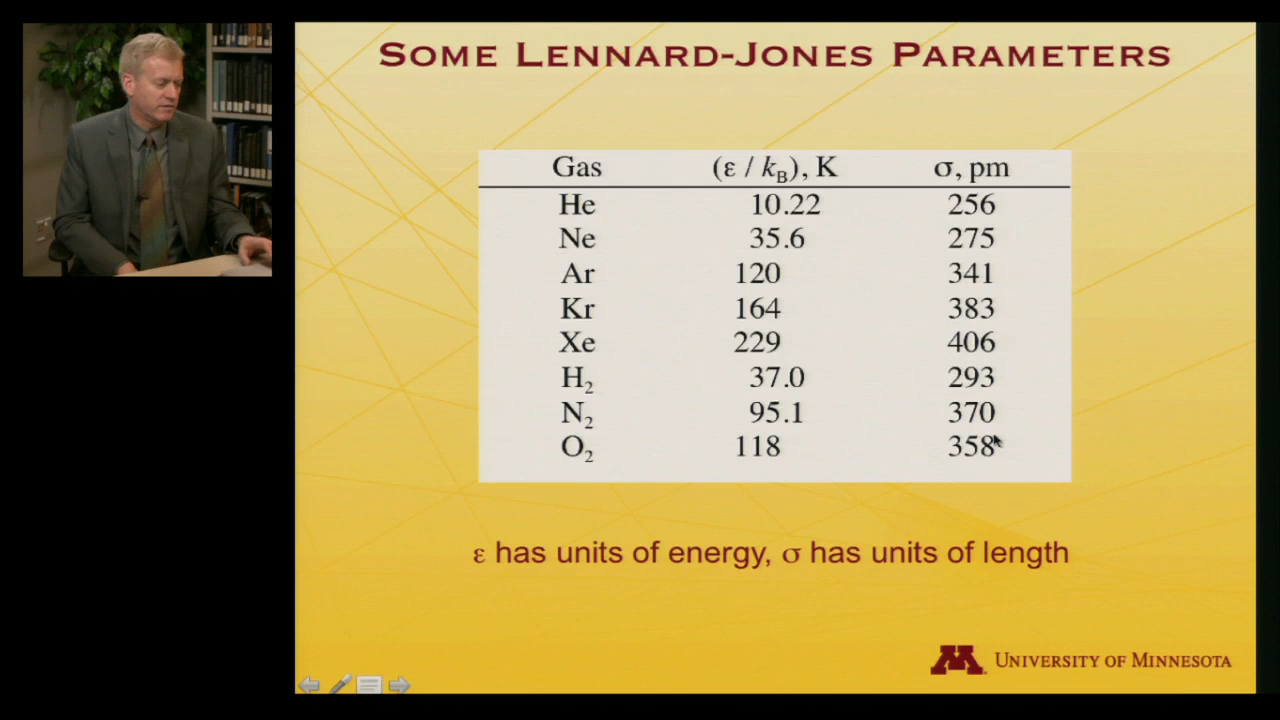 SOME LENNARD-JONES PARAMETERS
Gas (ε / k_B), K σ, pm
He 10.22 256
Ne 35.6 275
Ar 120 341
Kr 164 383
Xe 229 406
H₂ 37.0 293
N₂ 95.1 370
O₂ 118 358
ε has units of energy, σ has units of length
M UNIVERSITY OF MINNESOTA